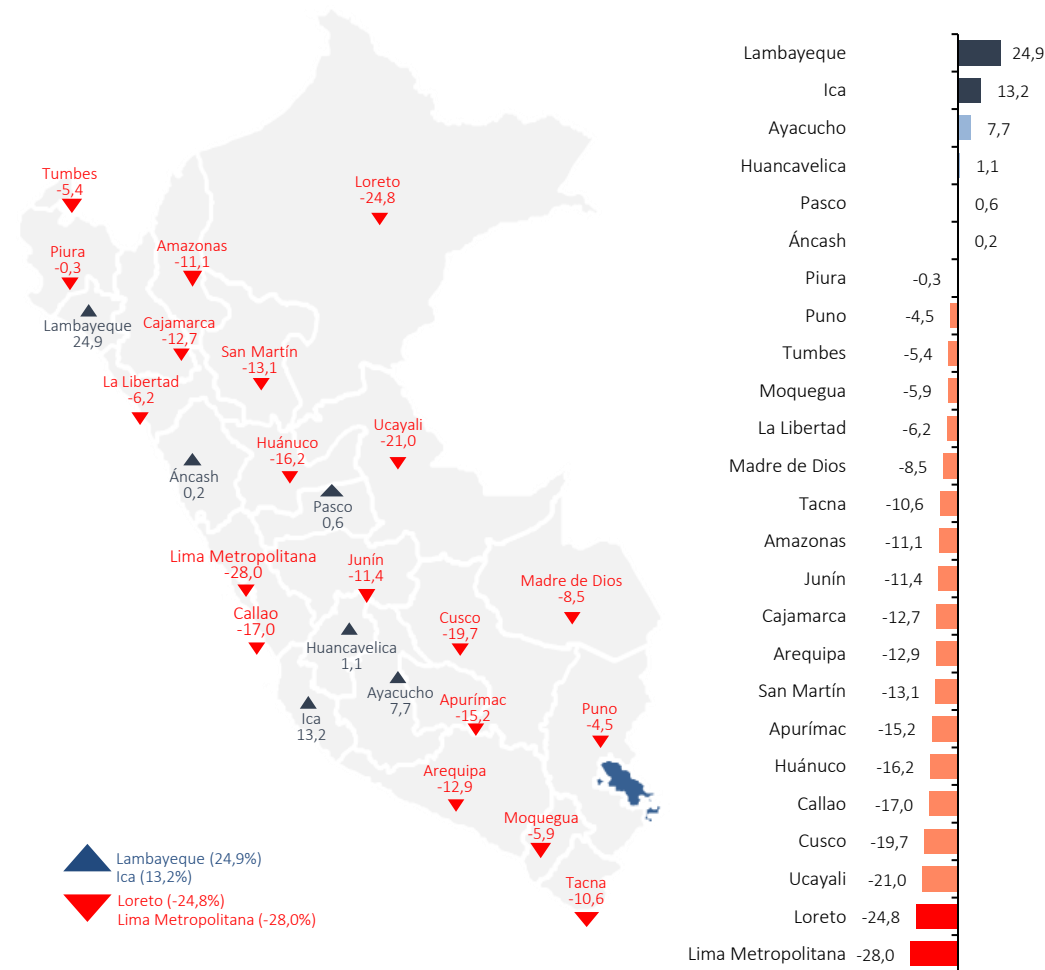 Tumbes
-5,4
Loreto
-24,8
Piura
-0,3
Amazonas
-11,1
Lambayeque
24,9
Cajamarca
-12,7
San Martín
-13,1
La Libertad
-6,2
Ucayali
-21,0
Huánuco
-16,2
Áncash
0,2
Pasco
0,6
Lima Metropolitana
-28,0
Junín
-11,4
Madre de Dios
-8,5
Callao
-17,0
Cusco
-19,7
Huancavelica
1,1
Ayacucho
7,7
Apurímac
-15,2
Ica
13,2
Puno
-4,5
Arequipa
-12,9
Moquegua
-5,9
Tacna
-10,6
Lambayeque (24,9%)
Ica (13,2%)
Loreto (-24,8%)
Lima Metropolitana (-28,0%)
Lambayeque 24,9
Ica 13,2
Ayacucho 7,7
Huancavelica 1,1
Pasco 0,6
Áncash 0,2
Piura -0,3
Puno -4,5
Tumbes -5,4
Moquegua -5,9
La Libertad -6,2
Madre de Dios -8,5
Tacna -10,6
Amazonas -11,1
Junín -11,4
Cajamarca -12,7
Arequipa -12,9
San Martín -13,1
Apurímac -15,2
Huánuco -16,2
Callao -17,0
Cusco -19,7
Ucayali -21,0
Loreto -24,8
Lima Metropolitana -28,0